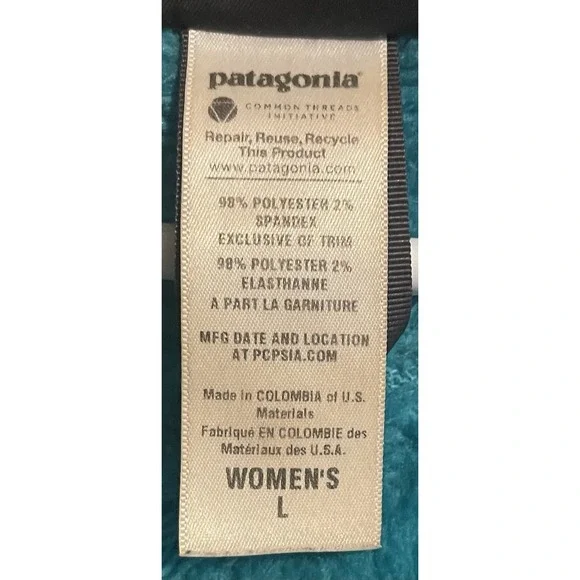 patagonia®
COMMON THREADS
INITIATIVE
Repair, Reuse, Recycle
This Product
www.patagonia.com
98% POLYESTER 2%
SPANDEX
EXCLUSIVE OF TRIM
98% POLYESTER 2%
ELASTHANNE
A PART LA GARNITURE
MFG DATE AND LOCATION
AT PCPSIA.COM
Made in COLOMBIA of U.S.
Materials
Fabriqué EN COLOMBIE des
Matériaux des U.S.A.
WOMEN'S
L